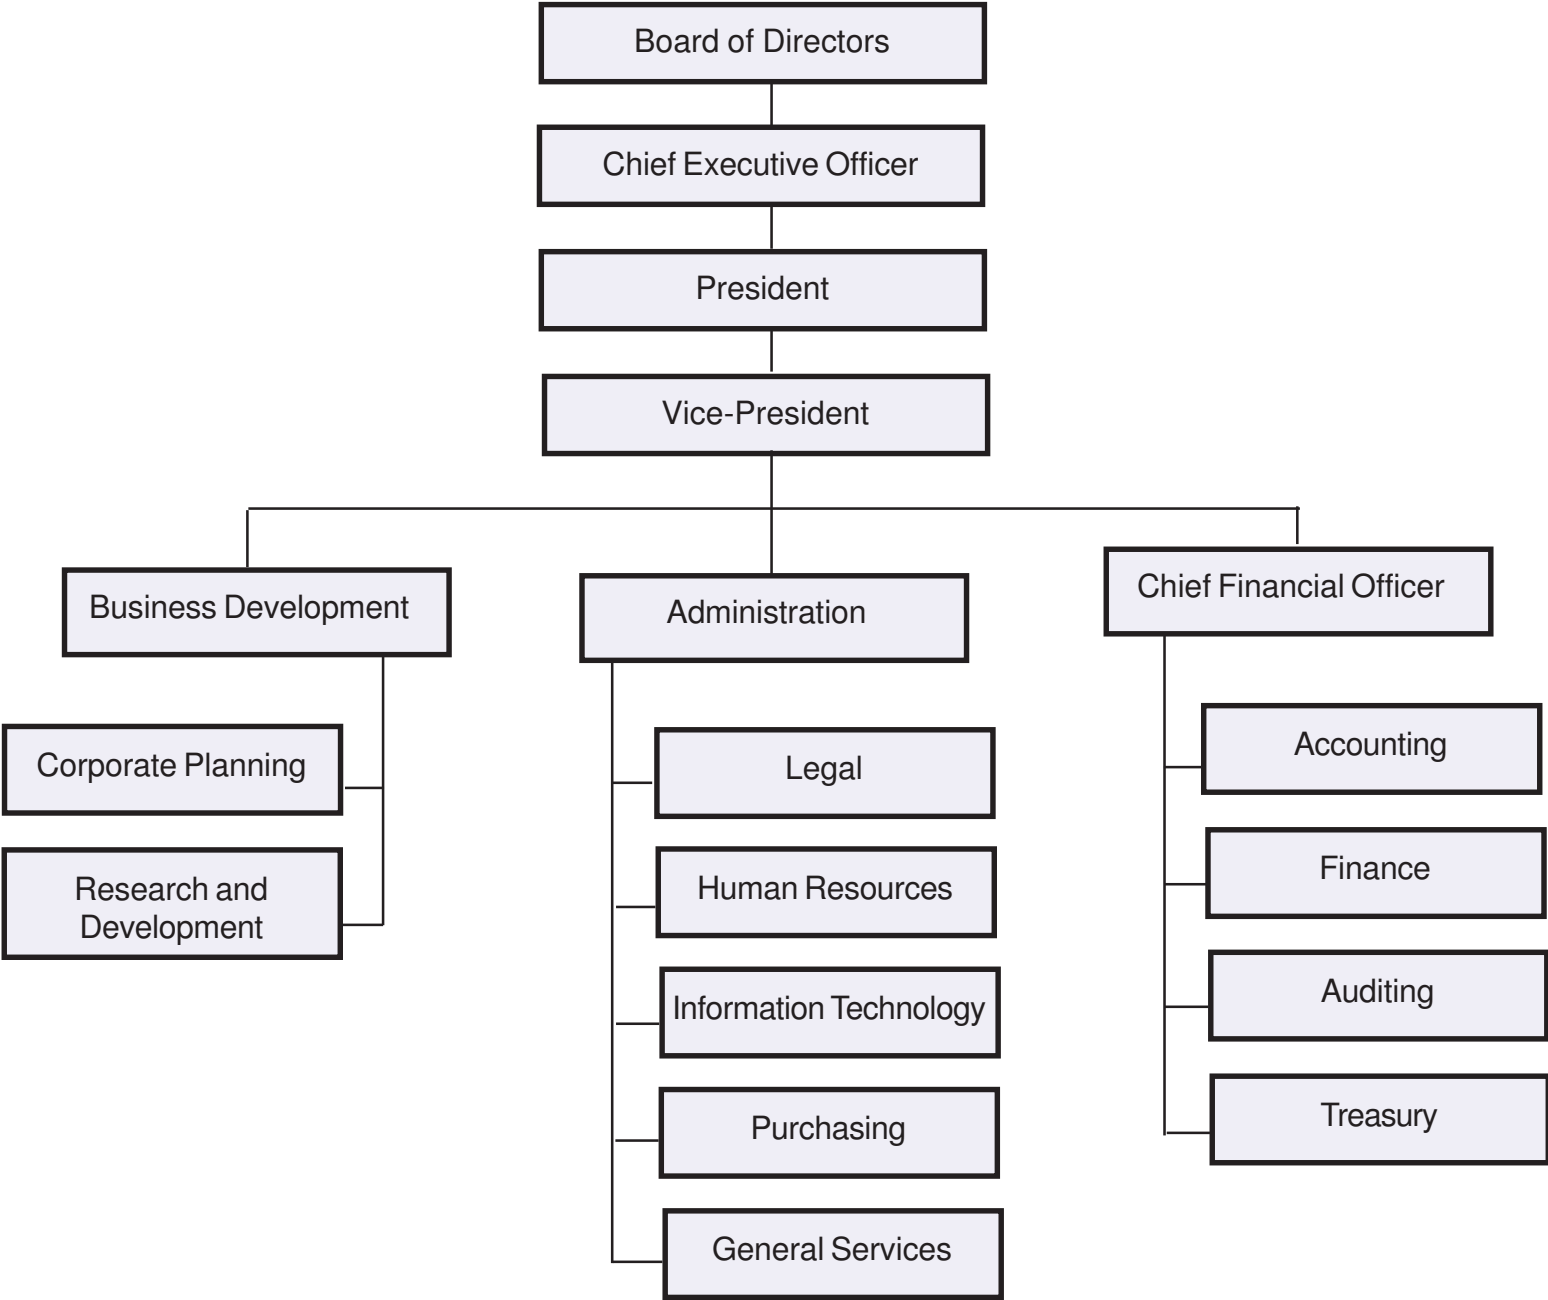 Board of Directors
Chief Executive Officer
President
Vice-President
Business Development
Corporate Planning
Research and
Development
Administration
Legal
Human Resources
Information Technology
Purchasing
General Services
Chief Financial Officer
Accounting
Finance
Auditing
Treasury